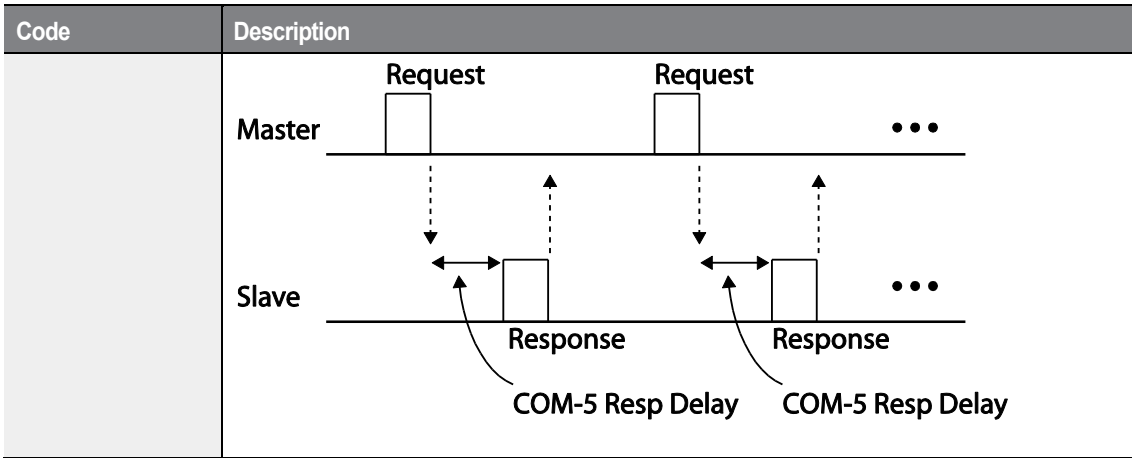 Code Description
Request Request
Master •••
Slave •••
Response Response
COM-5 Resp Delay COM-5 Resp Delay